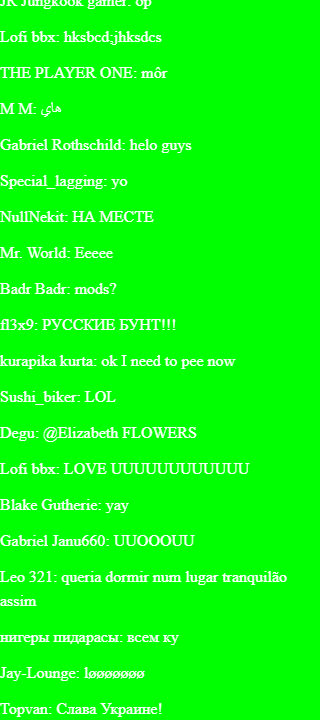 JK Jungkook gamer: op
Lofi bbx: hksbcd.jhksdcs
THE PLAYER ONE: môr
M M: هاي
Gabriel Rothschild: helo guys
Special_lagging: yo
NullNekit: НА МЕСТЕ
Mr. World: Eeeee
Badr Badr: mods?
fl3x9: РУССКИЕ БУНТ!!!
kurapika kurta: ok I need to pee now
Sushi_biker: LOL
Degu: @Elizabeth FLOWERS
Lofi bbx: LOVE UUUUUUUUUUUU
Blake Gutherie: yay
Gabriel Janu660: UUOOOUU
Leo 321: queria dormir num lugar tranquilão
assim
нигеры пидарасы: всем ку
Jay-Lounge: løøøøøøø
Topvan: Слава Украине!